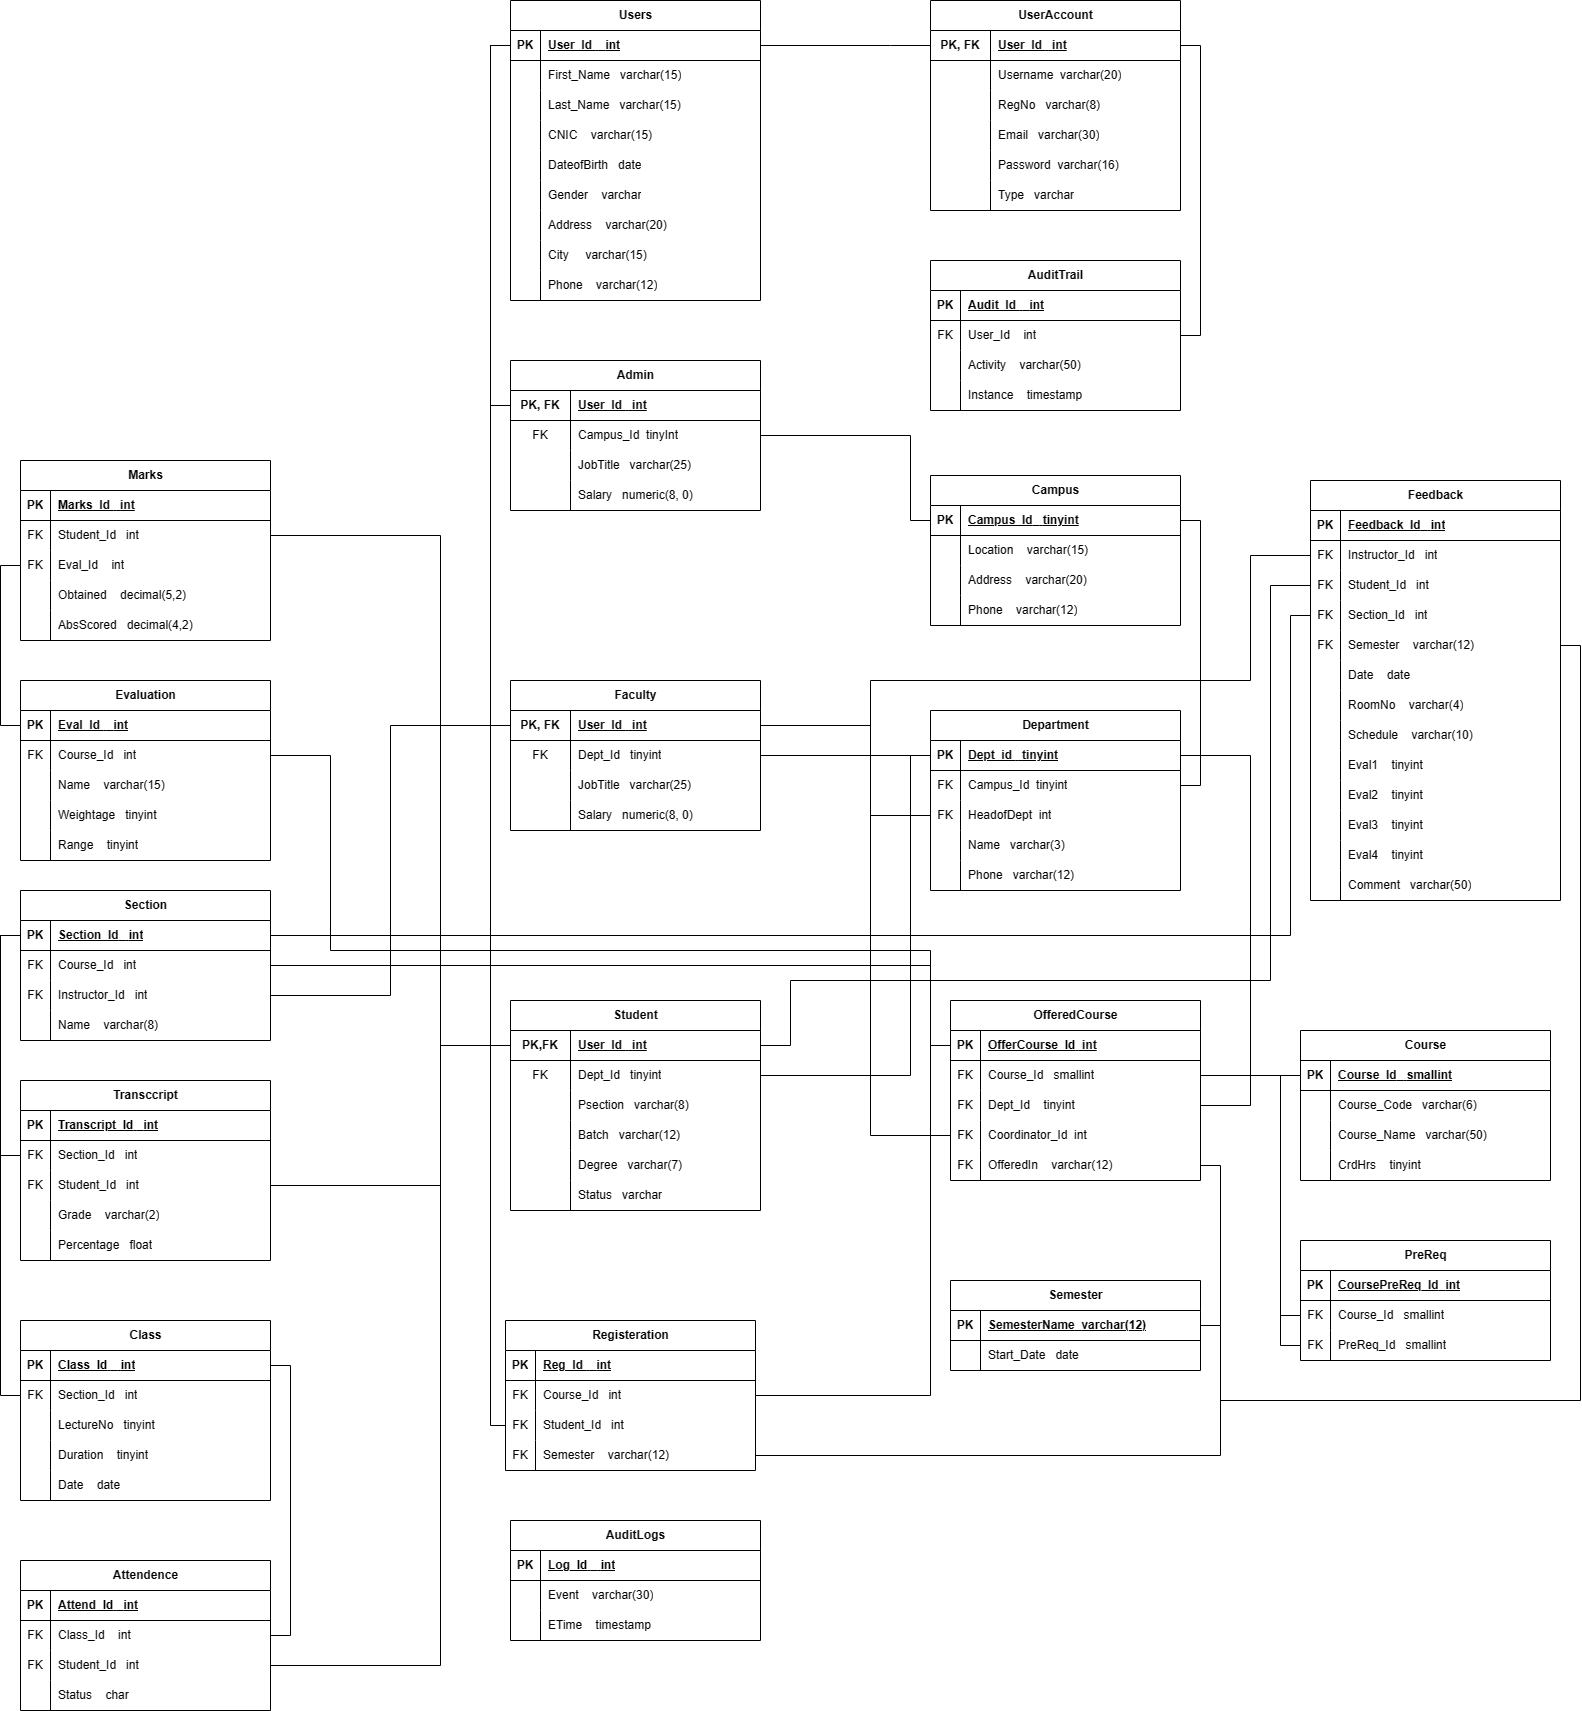 Users
PK User_Id int
First_Name varchar(15)
Last_Name varchar(15)
CNIC varchar(15)
DateofBirth date
Gender varchar
Address varchar(20)
City varchar(15)
Phone varchar(12)
UserAccount
PK, FK User_Id int
Username varchar(20)
RegNo varchar(8)
Email varchar(30)
Password varchar(16)
Type varchar
AuditTrail
PK Audit_Id int
FK User_Id int
Activity varchar(50)
Instance timestamp
Admin
PK, FK User_Id int
FK Campus_Id tinyInt
JobTitle varchar(25)
Salary numeric(8, 0)
Marks
PK Marks_Id int
FK Student_Id int
FK Eval_Id int
Obtained decimal(5,2)
AbsScored decimal(4,2)
Campus
PK Campus_Id tinyint
Location varchar(15)
Address varchar(20)
Phone varchar(12)
Feedback
PK Feedback_Id int
FK Instructor_Id int
FK Student_Id int
FK Section_Id int
FK Semester varchar(12)
Date date
RoomNo varchar(4)
Schedule varchar(10)
Eval1 tinyint
Eval2 tinyint
Eval3 tinyint
Eval4 tinyint
Comment varchar(50)
Evaluation
PK Eval_Id int
FK Course_Id int
Name varchar(15)
Weightage tinyint
Range tinyint
Faculty
PK, FK User_Id int
FK Dept_Id tinyint
JobTitle varchar(25)
Salary numeric(8, 0)
Department
PK Dept_id tinyint
FK Campus_Id tinyint
FK HeadofDept int
Name varchar(3)
Phone varchar(12)
Section
PK Section_Id int
FK Course_Id int
FK Instructor_Id int
Name varchar(8)
Student
PK,FK User_Id int
FK Dept_Id tinyint
Psection varchar(8)
Batch varchar(12)
Degree varchar(7)
Status varchar
OfferedCourse
PK OfferCourse_Id int
FK Course_Id smallint
FK Dept_Id tinyint
FK Coordinator_Id int
FK OfferedIn varchar(12)
Course
PK Course_Id smallint
Course_Code varchar(6)
Course_Name varchar(50)
CrdHrs tinyint
Transccript
PK Transcript_Id int
FK Section_Id int
FK Student_Id int
Grade varchar(2)
Percentage float
PreReq
PK CoursePreReq_Id int
FK Course_Id smallint
FK PreReq_Id smallint
Semester
PK SemesterName varchar(12)
Start_Date date
Class
PK Class_Id int
FK Section_Id int
LectureNo tinyint
Duration tinyint
Date date
Registeration
PK Reg_Id int
FK Course_Id int
FK Student_Id int
FK Semester varchar(12)
AuditLogs
PK Log_Id int
Event varchar(30)
ETime timestamp
Attendence
PK Attend_Id int
FK Class_Id int
FK Student_Id int
Status char